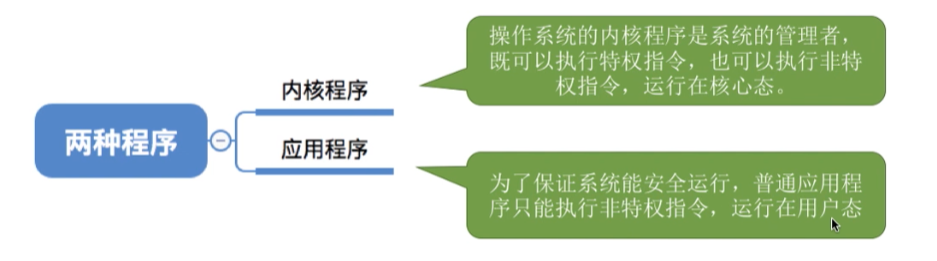 两种程序
内核程序
操作系统的内核程序是系统的管理者，
既可以执行特权指令，也可以执行非特
权指令，运行在核心态。
应用程序
为了保证系统能安全运行，普通应用程
序只能执行非特权指令，运行在用户态